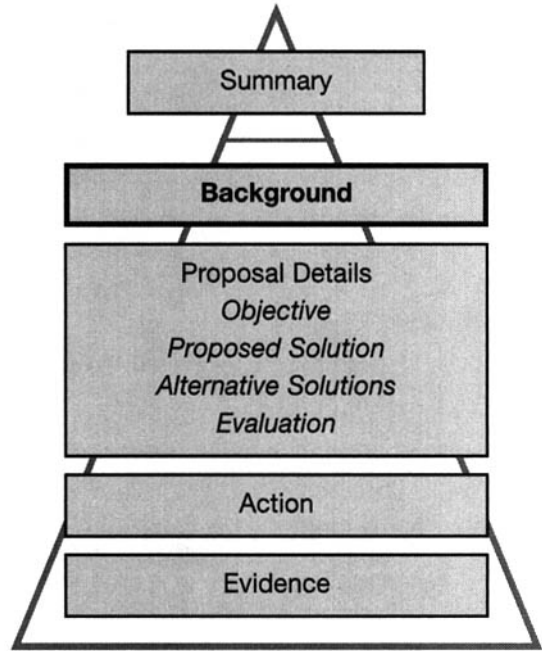 Summary
Background
Proposal Details
Objective
Proposed Solution
Alternative Solutions
Evaluation
Action
Evidence